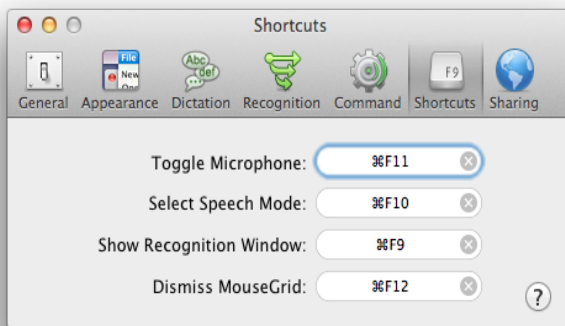 Shortcuts
File
New
Abc
def
F9
General Appearance Dictation Recognition Command Shortcuts Sharing
Toggle Microphone: ⌘F11
Select Speech Mode: ⌘F10
Show Recognition Window: ⌘F9
Dismiss MouseGrid: ⌘F12
?